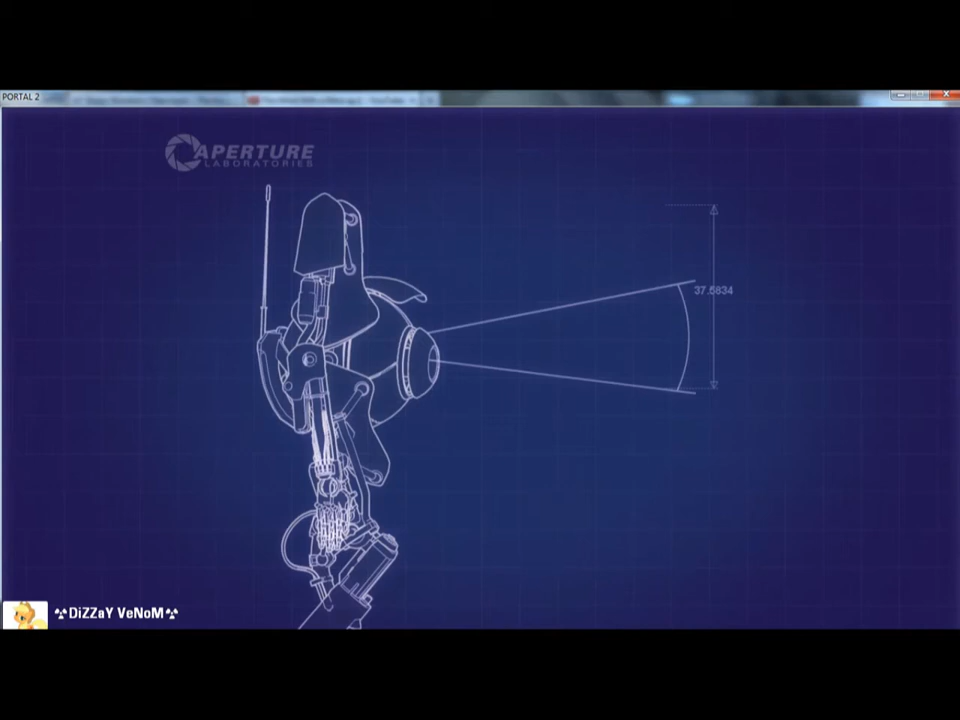 PORTAL 2
APERTURE
LABORATORIES
37.5834
DiZZaY VeNoM